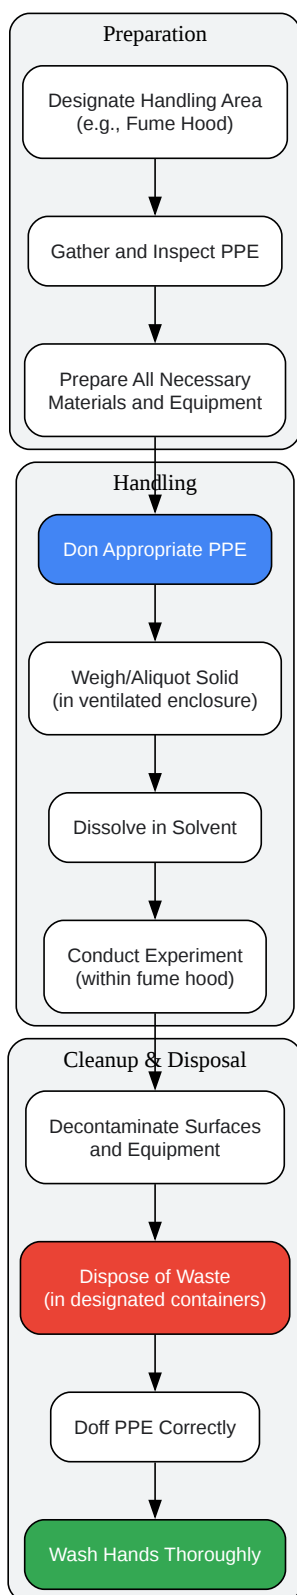 Preparation
Designate Handling Area
(e.g., Fume Hood)
Gather and Inspect PPE
Prepare All Necessary
Materials and Equipment
Handling
Don Appropriate PPE
Weigh/Aliquot Solid
(in ventilated enclosure)
Dissolve in Solvent
Conduct Experiment
(within fume hood)
Cleanup & Disposal
Decontaminate Surfaces
and Equipment
Dispose of Waste
(in designated containers)
Doff PPE Correctly
Wash Hands Thoroughly